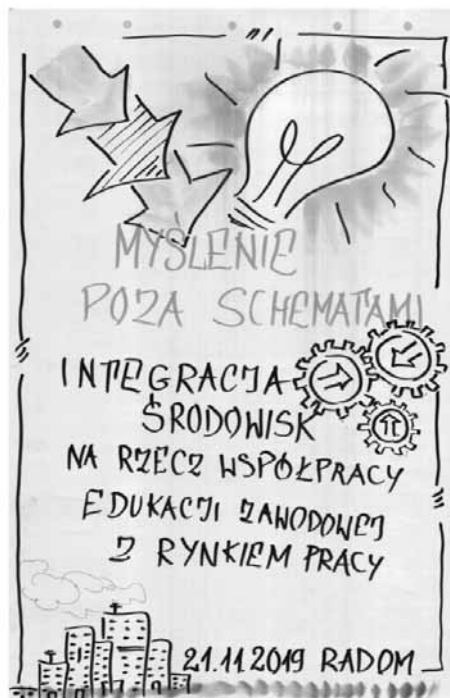 MYŚLENIE
POZA SCHEMATAMI
INTEGRACJA
ŚRODOWISK
NA RZECZ WSPÓŁPRACY
EDUKACJI ZAWODOWEJ
Z RYNKIEM PRACY
21.11.2019 RADOM